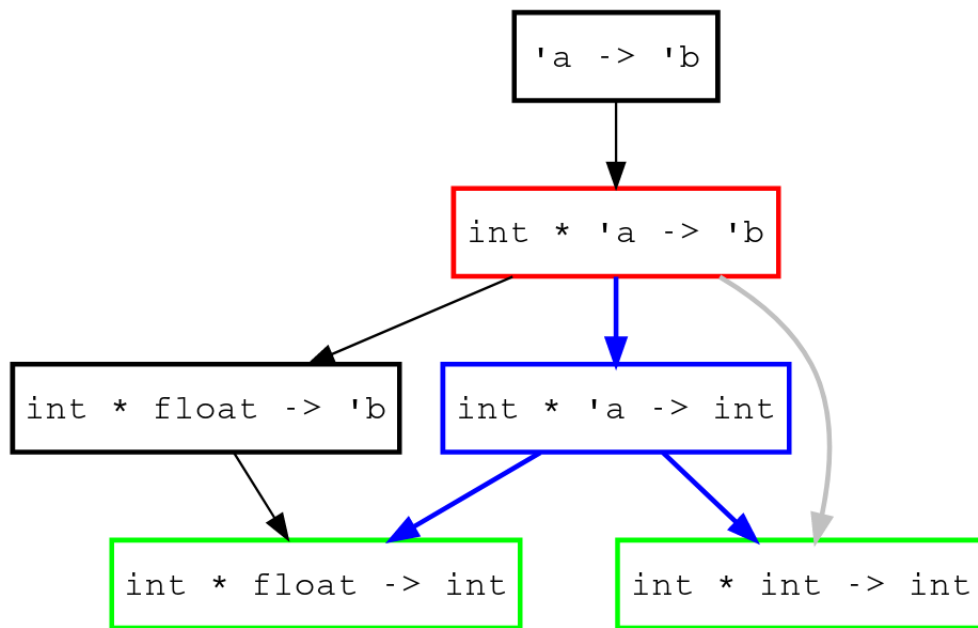 'a -> 'b
int * 'a -> 'b
int * float -> 'b
int * 'a -> int
int * float -> int
int * int -> int